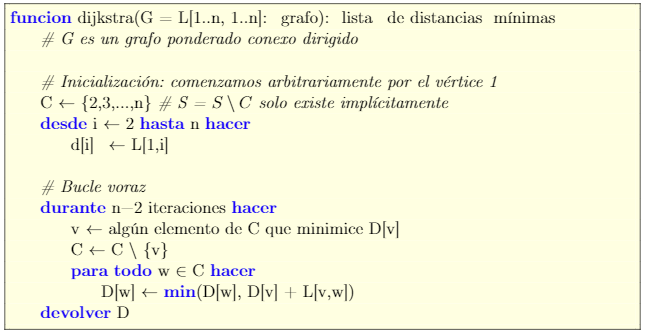 funcion dijkstra(G = L[1..n, 1..n]: grafo): lista de distancias mínimas
# G es un grafo ponderado conexo dirigido
# Inicialización: comenzamos arbitrariamente por el vértice 1
C ← {2,3,...,n} # S = S \ C solo existe implícitamente
desde i ← 2 hasta n hacer
d[i] ← L[1,i]
# Bucle voraz
durante n−2 iteraciones hacer
v ← algún elemento de C que minimice D[v]
C ← C \ {v}
para todo w ∈ C hacer
D[w] ← min(D[w], D[v] + L[v,w])
devolver D